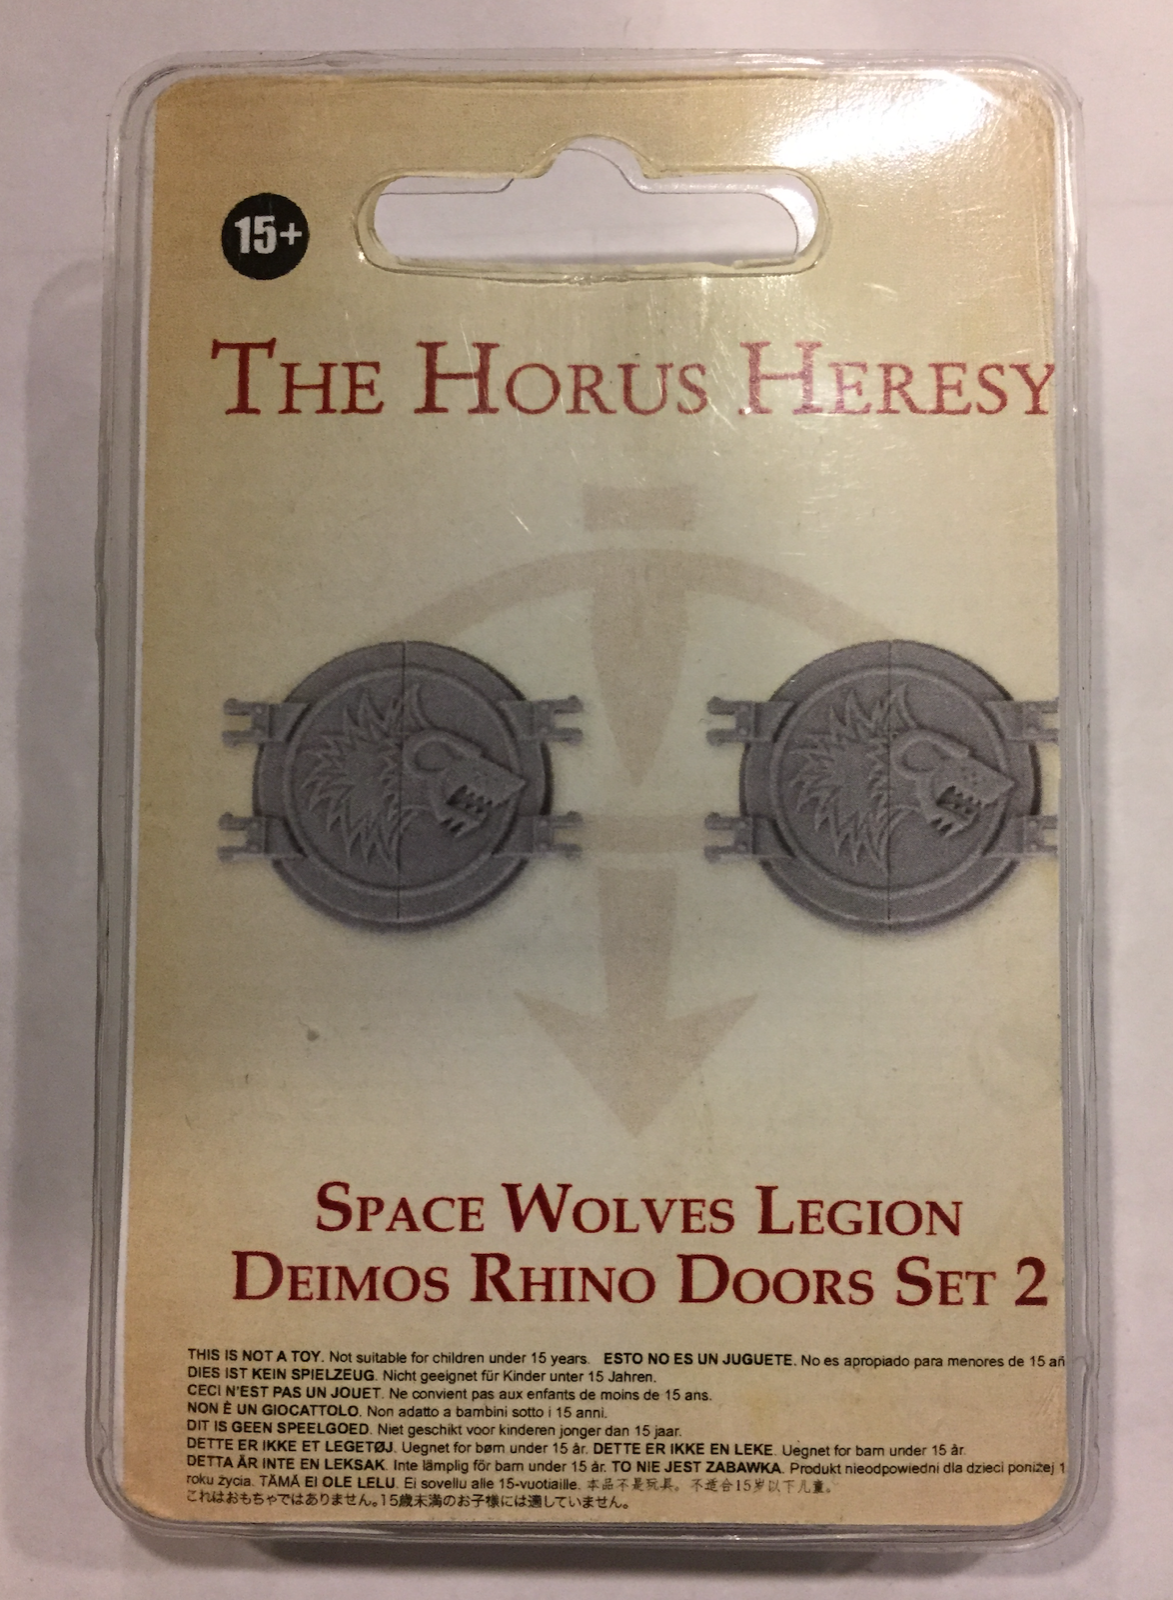 15+
THE HORUS HERESY
SPACE WOLVES LEGION
DEIMOS RHINO DOORS SET 2
THIS IS NOT A TOY. Not suitable for children under 15 years. ESTO NO ES UN JUGUETE. No es apropiado para menores de 15 añ
DIES IST KEIN SPIELZEUG. Nicht geeignet für Kinder unter 15 Jahren.
CECI N'EST PAS UN JOUET. Ne convient pas aux enfants de moins de 15 ans.
NON È UN GIOCATTOLO. Non adatto a bambini sotto i 15 anni.
DIT IS GEEN SPEELGOED. Niet geschikt voor kinderen jonger dan 15 jaar.
DETTE ER IKKE ET LEGETØJ. Uegnet for børn under 15 år. DETTE ER IKKE EN LEKE. Uegnet for barn under 15 år.
DETTA ÄR INTE EN LEKSAK. Inte lämplig för barn under 15 år. TO NIE JEST ZABAWKA. Produkt nieodpowiedni dla dzieci poniżej 1
roku życia. TÄMÄ EI OLE LELU. Ei sovellu alle 15-vuotiaille. 本品不是玩具。不适合15岁以下儿童。
これはおもちゃではありません。15歳未満のお子様には適していません。